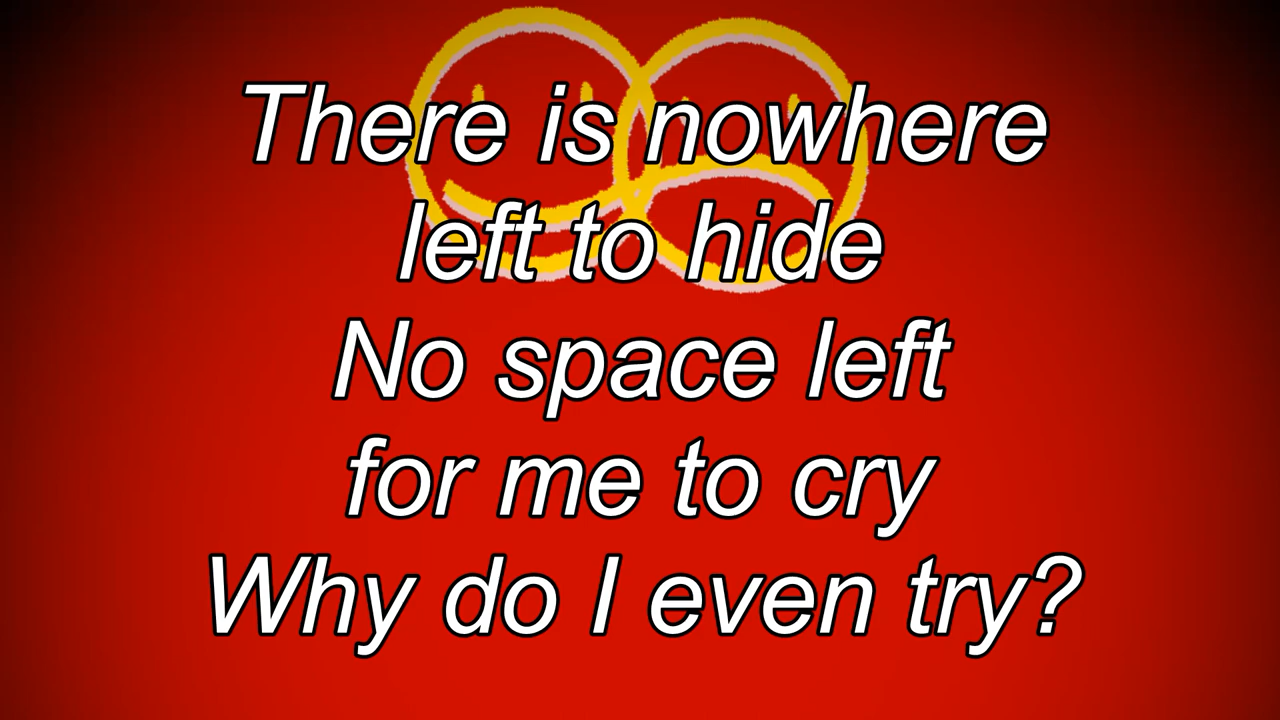 There is nowhere
left to hide
No space left
for me to cry
Why do I even try?